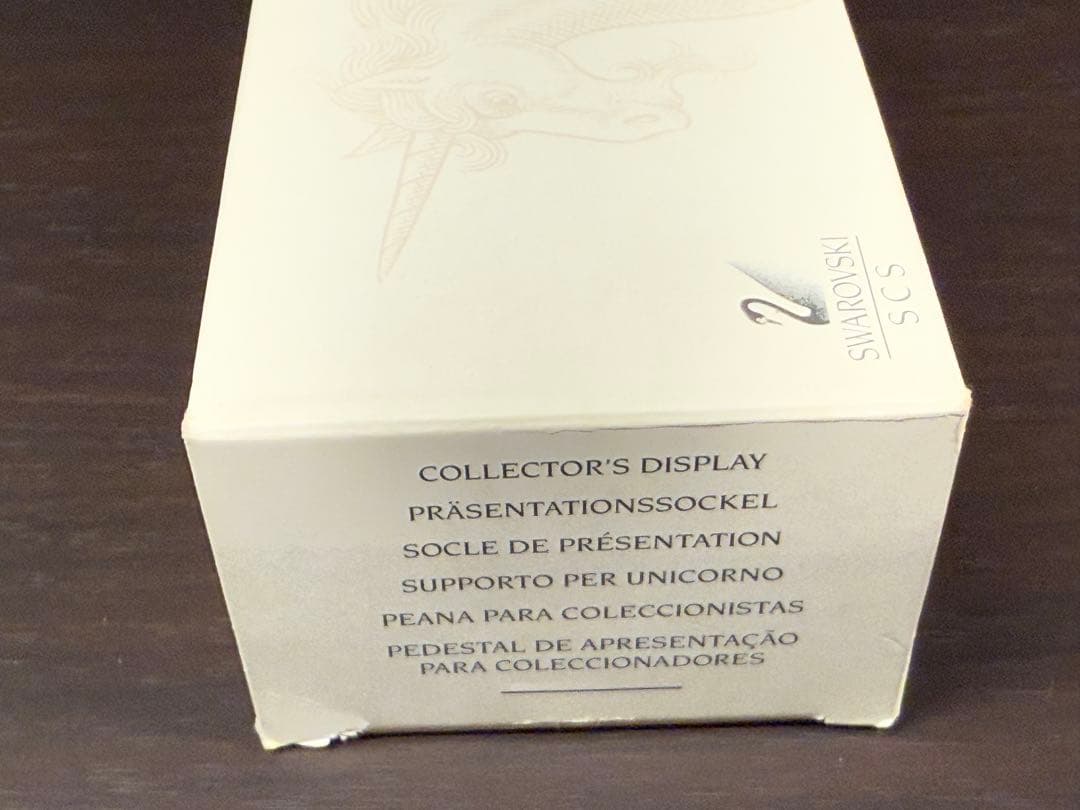 SWAROVSKI
SCS
COLLECTOR'S DISPLAY
PRÄSENTATIONSSOCKEL
SOCLE DE PRÉSENTATION
SUPPORTO PER UNICORNO
PEANA PARA COLECCIONISTAS
PEDESTAL DE APRESENTAÇÃO
PARA COLECCIONADORES